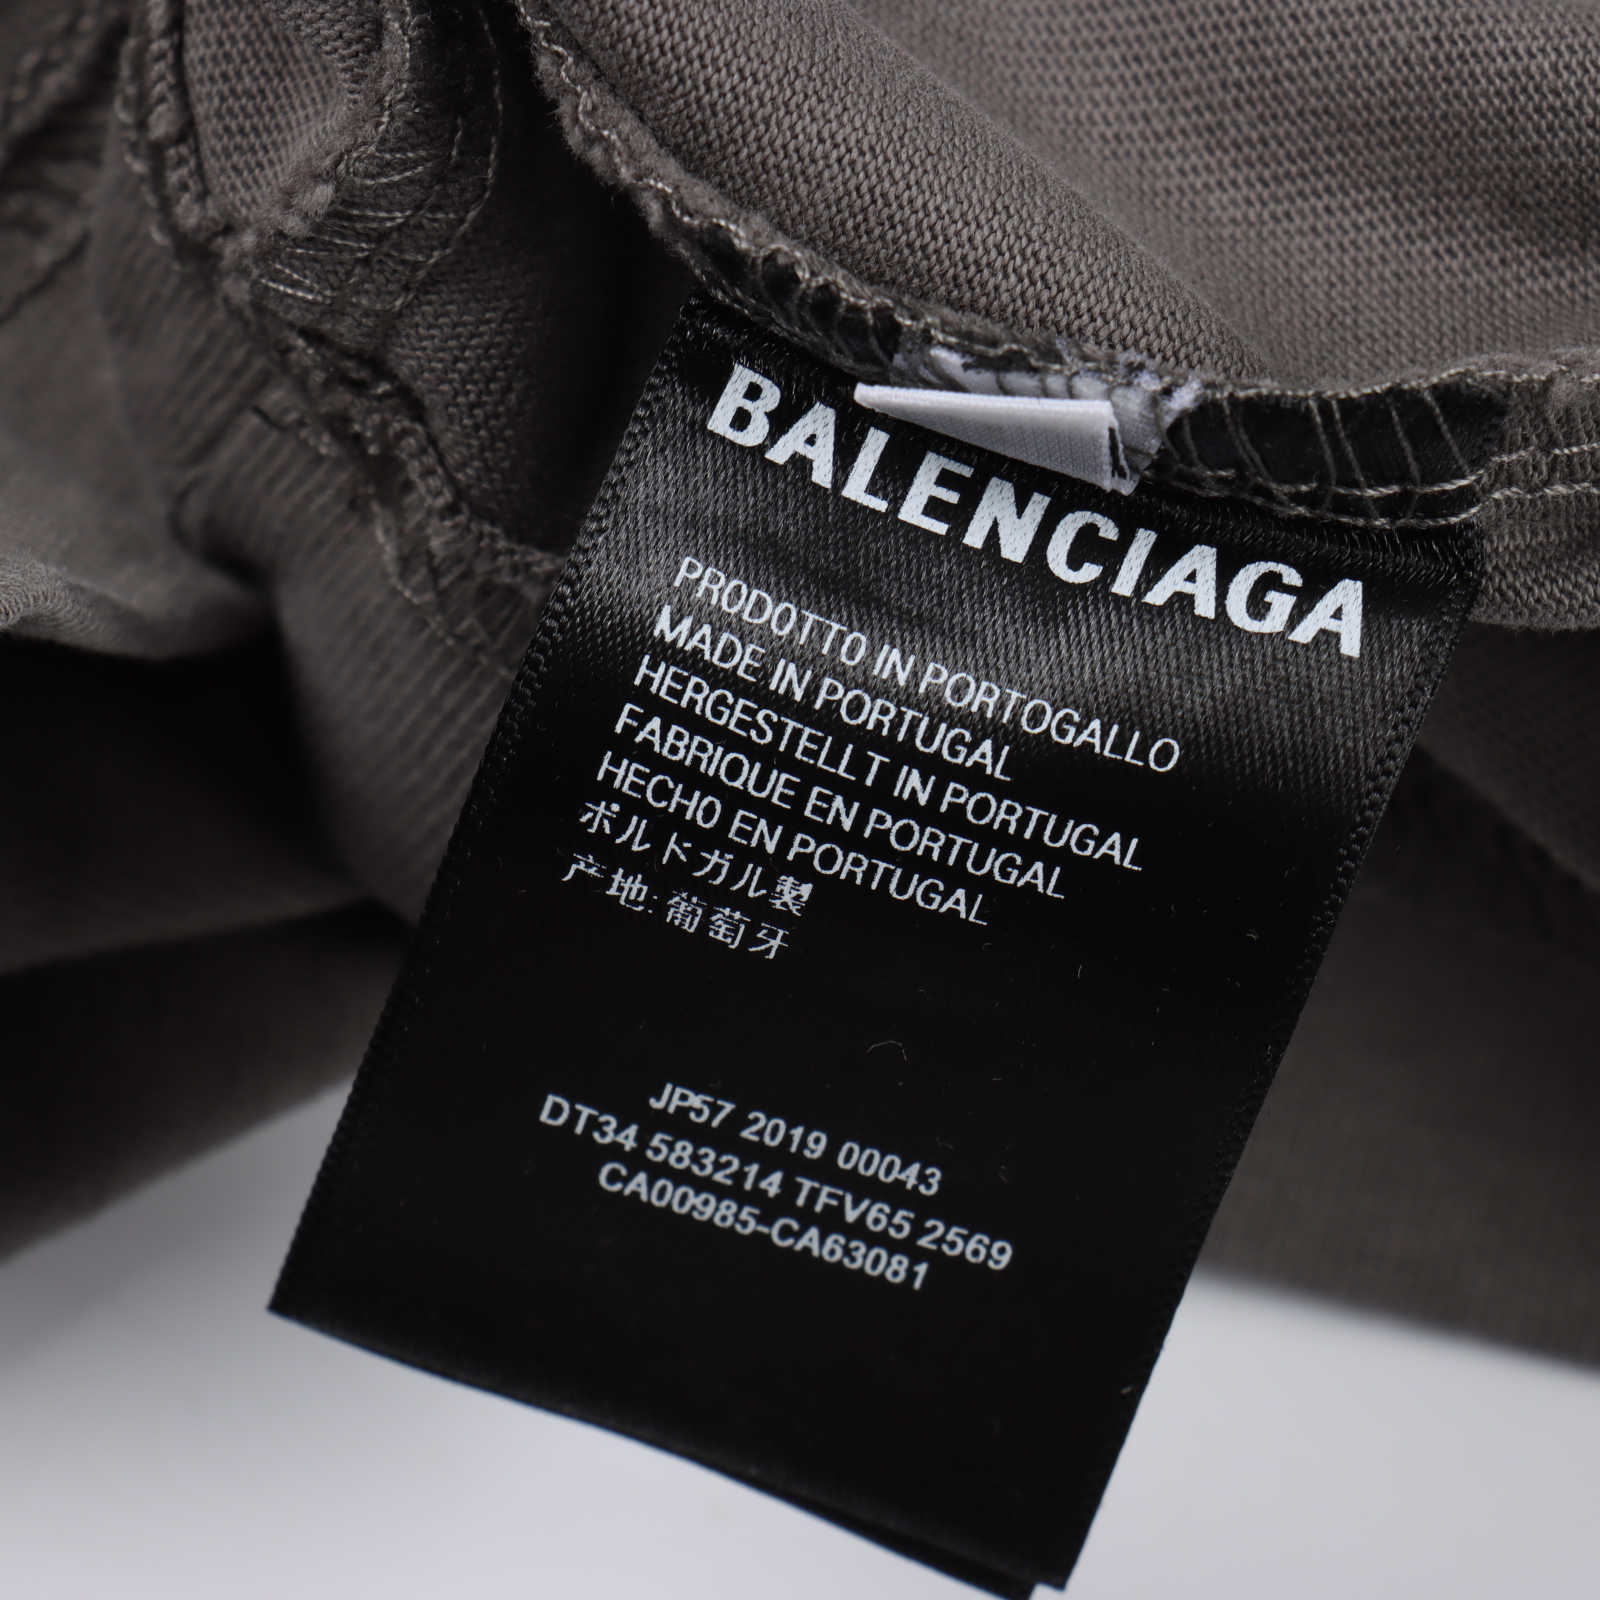 BALENCIAGA
PRODOTTO IN PORTOGALLO
MADE IN PORTUGAL
HERGESTELLT IN PORTUGAL
FABRIQUE EN PORTUGAL
HECHO EN PORTUGAL
ポルトガル製
产地:葡萄牙
JP57 2019 00043
DT34 583214 TFV65 2569
CA00985-CA63081